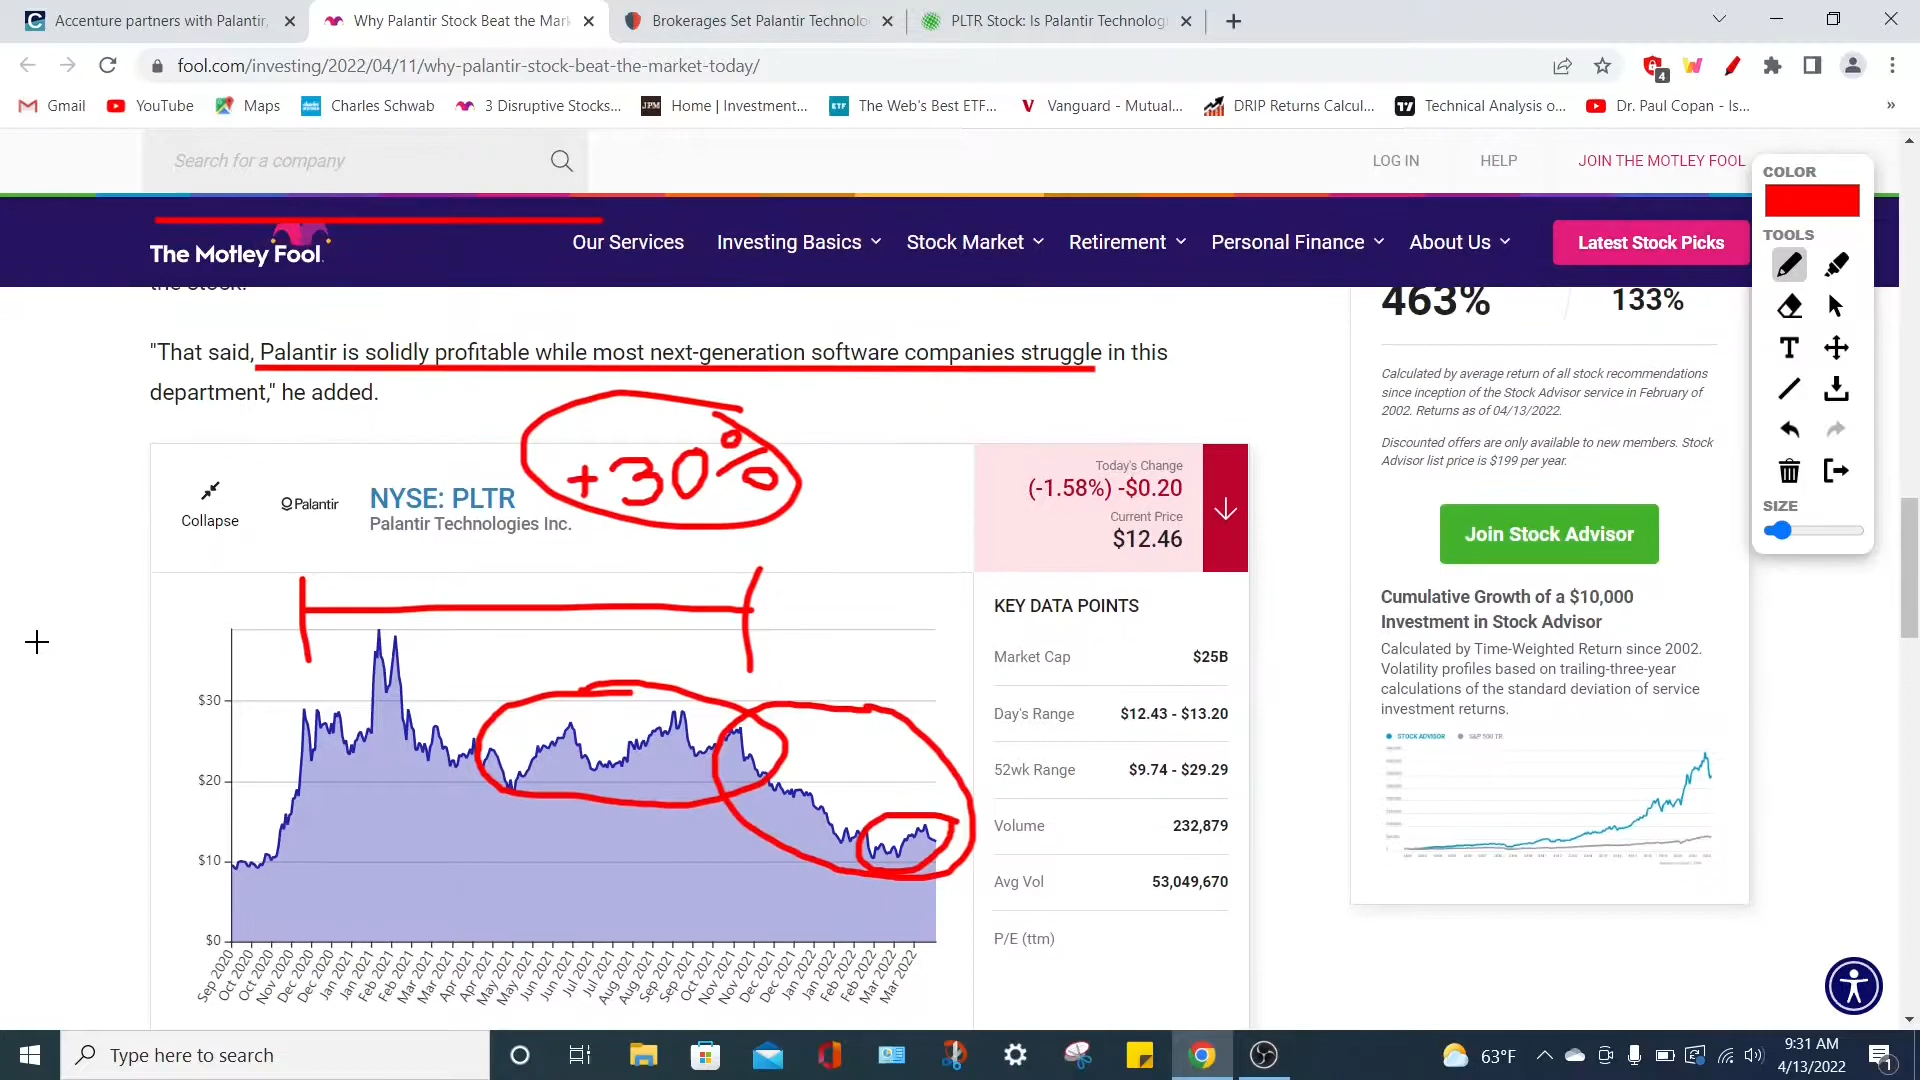 Accenture partners with Palantir,
Why Palantir Stock Beat the Mar
Brokerages Set Palantir Technolo
PLTR Stock: Is Palantir Technolog
fool.com/investing/2022/04/11/why-palantir-stock-beat-the-market-today/
4
Gmail
YouTube
Maps
Charles Schwab
3 Disruptive Stocks...
JPM
Home | Investment...
ETF
The Web's Best ETF...
V
Vanguard - Mutual...
DRIP Returns Calcul...
Technical Analysis o...
Dr. Paul Copan - Is...
»
Search for a company
LOG IN
HELP
JOIN THE MOTLEY FOOL
The Motley Fool.
Our Services
Investing Basics
Stock Market
Retirement
Personal Finance
About Us
Latest Stock Picks
COLOR
TOOLS
SIZE
the stock.
"That said, Palantir is solidly profitable while most next-generation software companies struggle in this
department," he added.
+30%
Collapse
Palantir
NYSE: PLTR
Palantir Technologies Inc.
Today's Change
(-1.58%) -$0.20
Current Price
$12.46
$30
$20
$10
$0
Sep 2020
Oct 2020
Oct 2020
Nov 2020
Dec 2020
Dec 2020
Jan 2021
Jan 2021
Feb 2021
Feb 2021
Mar 2021
Mar 2021
Apr 2021
Apr 2021
May 2021
May 2021
Jun 2021
Jun 2021
Jul 2021
Jul 2021
Aug 2021
Aug 2021
Sep 2021
Sep 2021
Oct 2021
Nov 2021
Nov 2021
Dec 2021
Dec 2021
Jan 2022
Jan 2022
Feb 2022
Feb 2022
Mar 2022
Mar 2022
KEY DATA POINTS
Market Cap
$25B
Day's Range
$12.43 - $13.20
52wk Range
$9.74 - $29.29
Volume
232,879
Avg Vol
53,049,670
P/E (ttm)
463%
133%
Calculated by average return of all stock recommendations
since inception of the Stock Advisor service in February of
2002. Returns as of 04/13/2022.
Discounted offers are only available to new members. Stock
Advisor list price is $199 per year.
Join Stock Advisor
Cumulative Growth of a $10,000
Investment in Stock Advisor
Calculated by Time-Weighted Return since 2002.
Volatility profiles based on trailing-three-year
calculations of the standard deviation of service
investment returns.
STOCK ADVISOR
S&P 500 TR
Type here to search
63°F
9:31 AM
4/13/2022
1